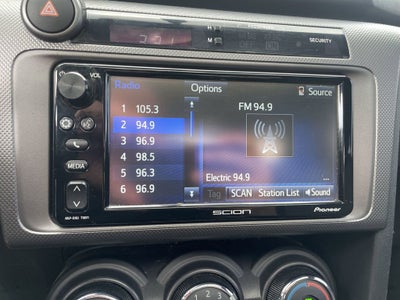 H
M
SECURITY
VOL
Radio
Options
Source
1 105.3
2 94.9
3 96.9
4 98.5
5 96.3
6 96.9
FM 94.9
Electric 94.9
...
Tag SCAN Station List Sound
MEDIA
SCION
Pioneer